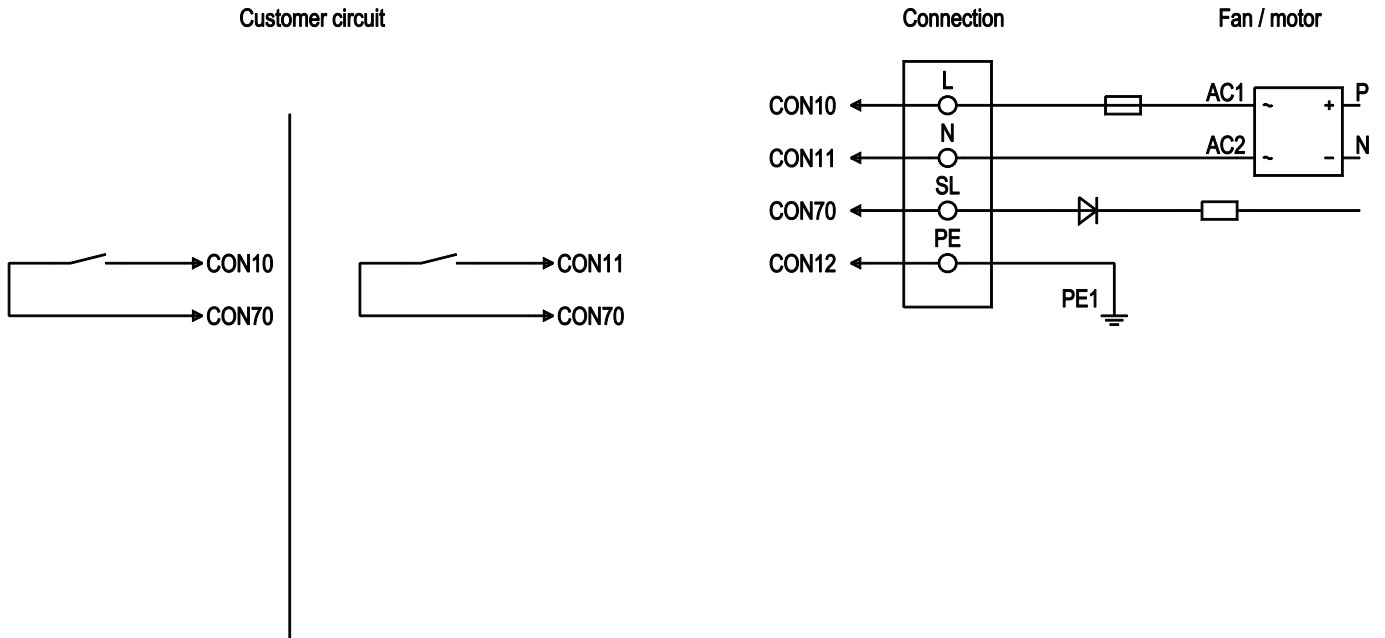 Customer circuit
Connection
Fan / motor
L
CON10
AC1
~
+
P
N
CON11
AC2
~
–
N
SL
CON70
PE
CON12
PE1
CON10
CON70
CON11
CON70